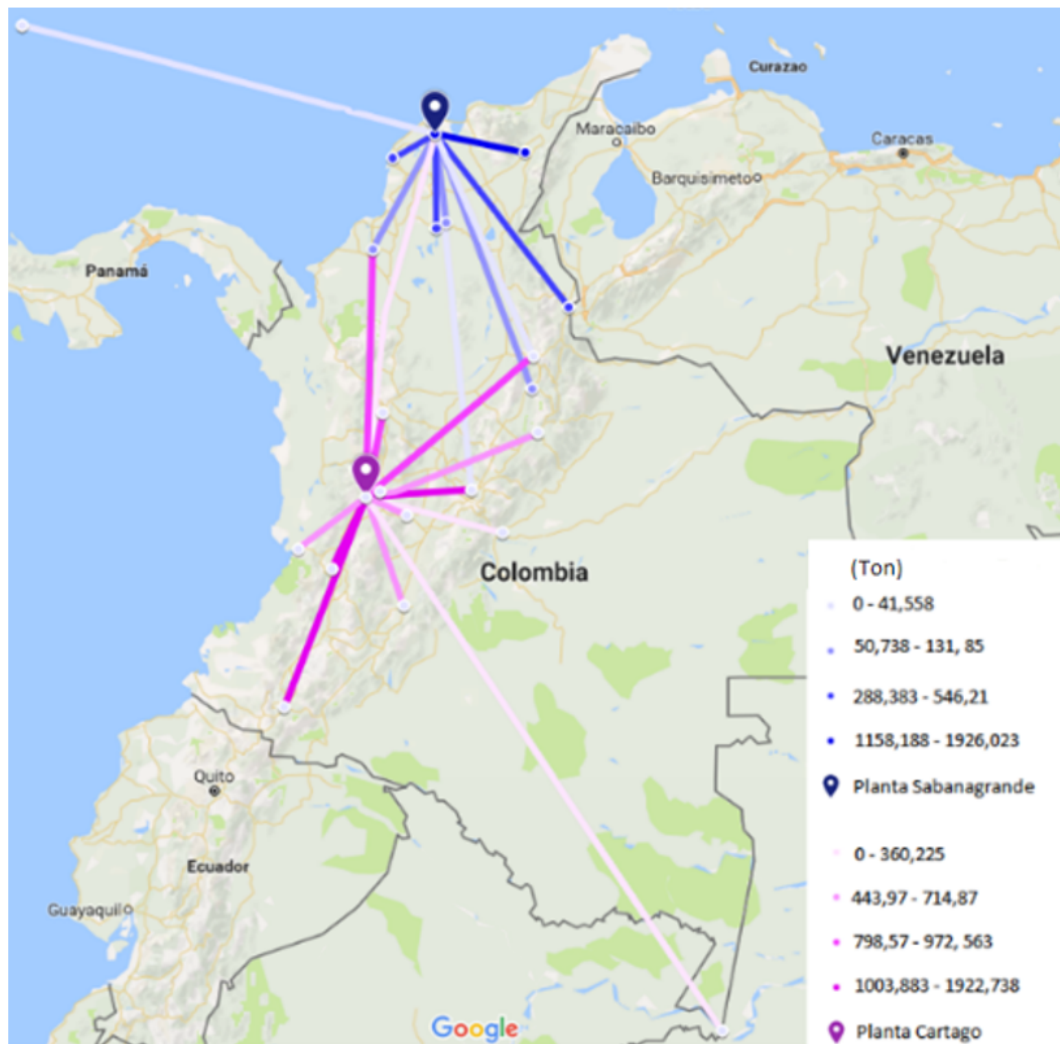 Curazao
Maracaibo
Caracas
Barquisimeto
Panamá
Venezuela
Colombia
Quito
Ecuador
Guayaquil
Google
(Ton)
0 - 41,558
50,738 - 131, 85
288,383 - 546,21
1158,188 - 1926,023
Planta Sabanagrande
0 - 360,225
443,97 - 714,87
798,57 - 972, 563
1003,883 - 1922,738
Planta Cartago